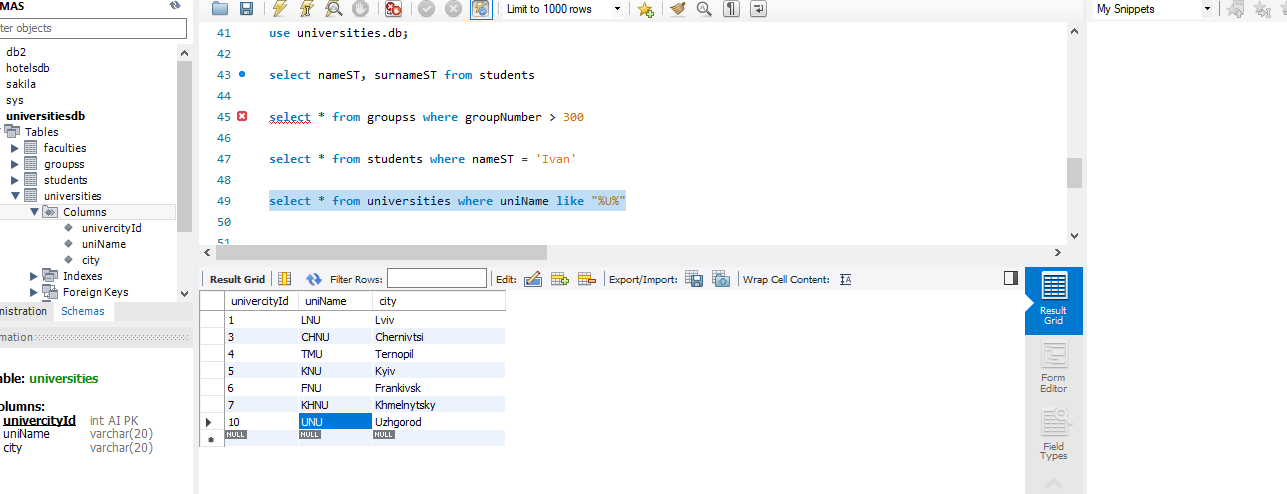 MAS
ter objects
db2
hotelsdb
sakila
sys
universitiesdb
Tables
faculties
groupss
students
universities
Columns
univercityId
uniName
city
Indexes
Foreign Keys
nistration Schemas
mation
able: universities
olumns:
univercityId int AI PK
uniName varchar(20)
city varchar(20)
Limit to 1000 rows
41 use universities.db;
42
43 select nameST, surnameST from students
44
45 select * from groupss where groupNumber > 300
46
47 select * from students where nameST = 'Ivan'
48
49 select * from universities where uniName like "%U%"
50
51
Result Grid Filter Rows: Edit: Export/Import: Wrap Cell Content:
univercityId uniName city
1 LNU Lviv
3 CHNU Chernivtsi
4 TMU Ternopil
5 KNU Kyiv
6 FNU Frankivsk
7 KHNU Khmelnytsky
10 UNU Uzhgorod
NULL NULL NULL
Result
Grid
Form
Editor
Field
Types
My Snippets